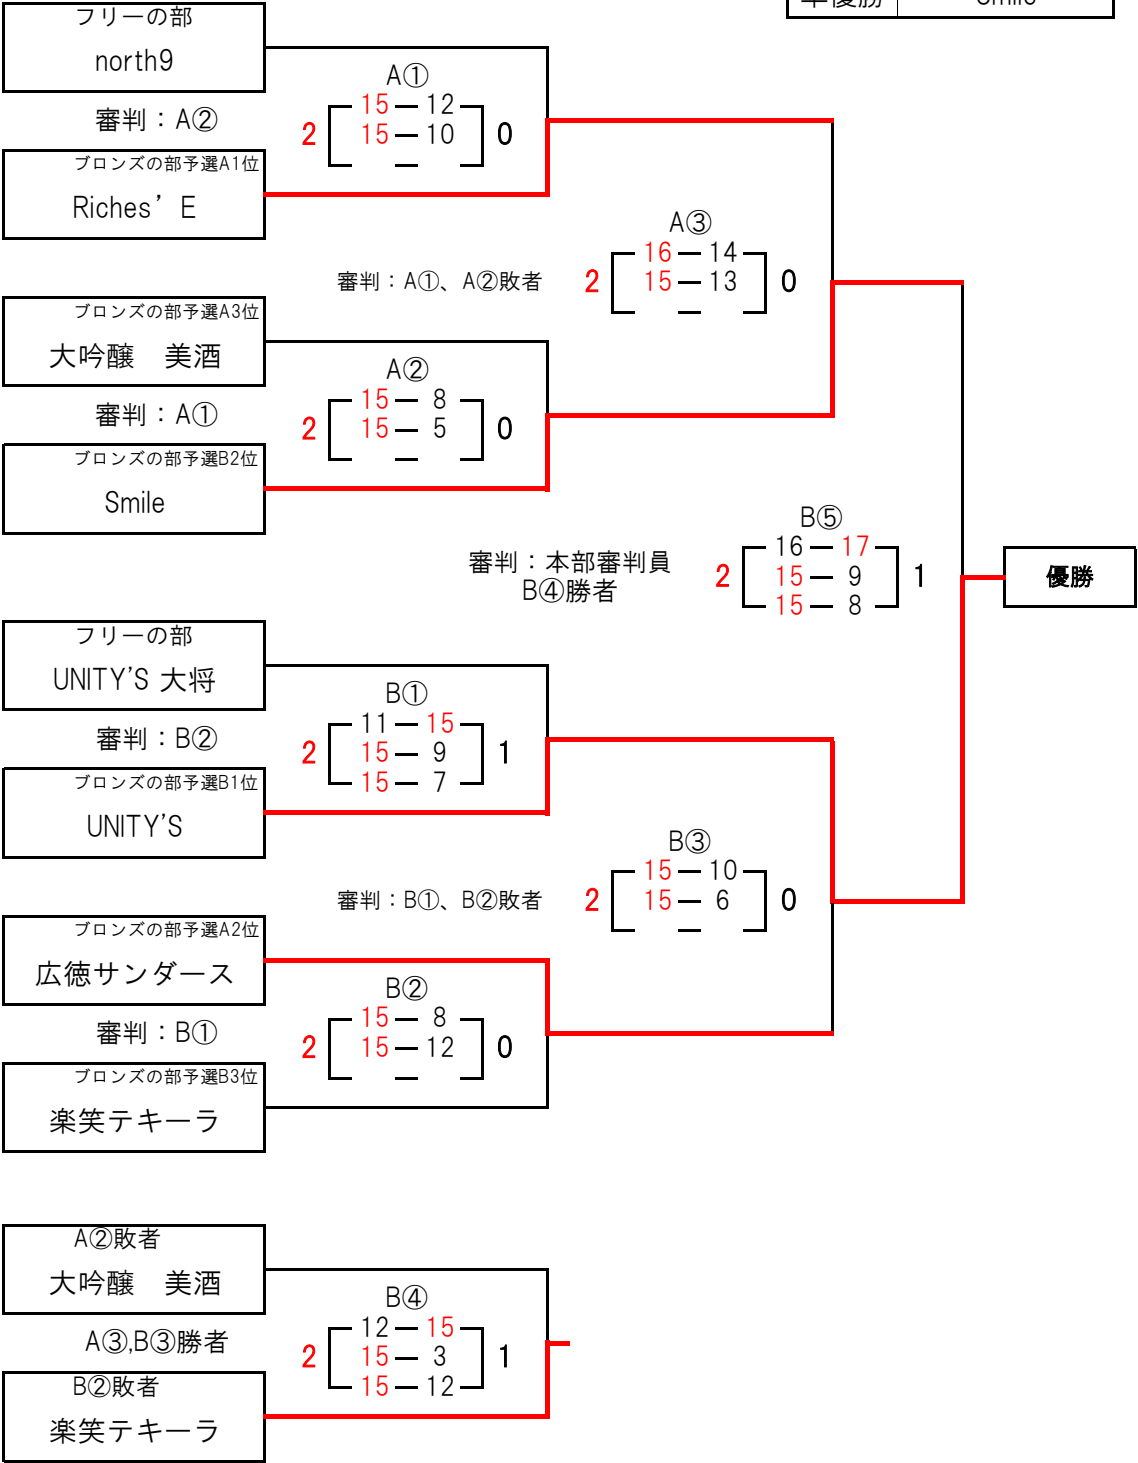 準優勝 Smile
フリーの部
north9
審判：A②
ブロンズの部予選A1位
Riches’E
A①
2 15 — 12 0
15 — 10
—
審判：A①、A②敗者
A③
2 16 — 14 0
15 — 13
—
ブロンズの部予選A3位
大吟醸　美酒
審判：A①
ブロンズの部予選B2位
Smile
A②
2 15 — 8 0
15 — 5
—
審判：本部審判員
B④勝者
B⑤
16 — 17
2 15 — 9 1
15 — 8
優勝
フリーの部
UNITY’S 大将
審判：B②
ブロンズの部予選B1位
UNITY’S
B①
11 — 15
2 15 — 9 1
15 — 7
審判：B①、B②敗者
B③
2 15 — 10 0
15 — 6
—
ブロンズの部予選A2位
広徳サンダース
審判：B①
ブロンズの部予選B3位
楽笑テキーラ
B②
2 15 — 8 0
15 — 12
—
A②敗者
大吟醸　美酒
A③,B③勝者
B②敗者
楽笑テキーラ
B④
12 — 15
2 15 — 3 1
15 — 12